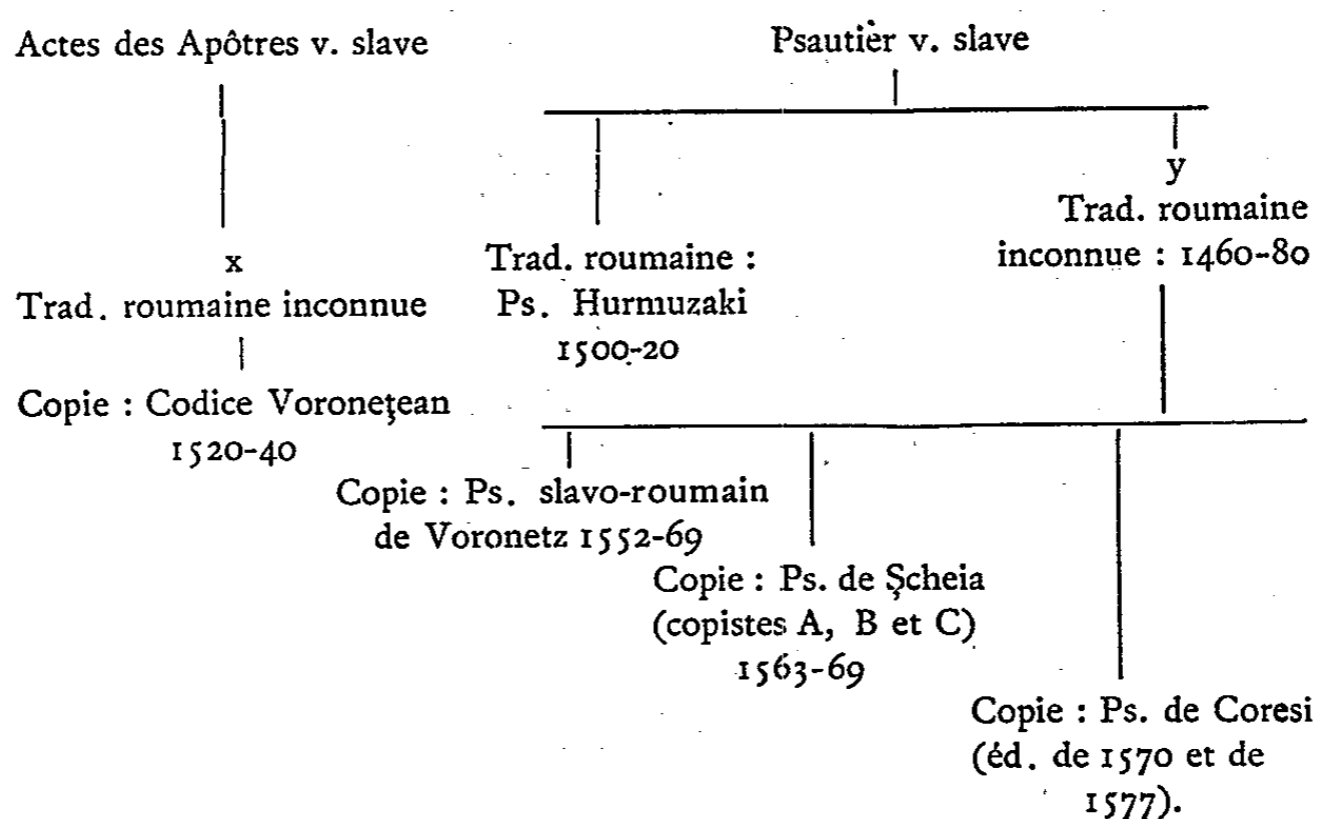 Actes des Apôtres v. slave
Psautier v. slave
x
Trad. roumaine inconnue
Copie : Codice Voroneţean
1520-40
Trad. roumaine :
Ps. Hurmuzaki
1500-20
y
Trad. roumaine
inconnue : 1460-80
Copie : Ps. slavo-roumain
de Voronetz 1552-69
Copie : Ps. de Şcheia
(copistes A, B et C)
1563-69
Copie : Ps. de Coresi
(éd. de 1570 et de
1577).